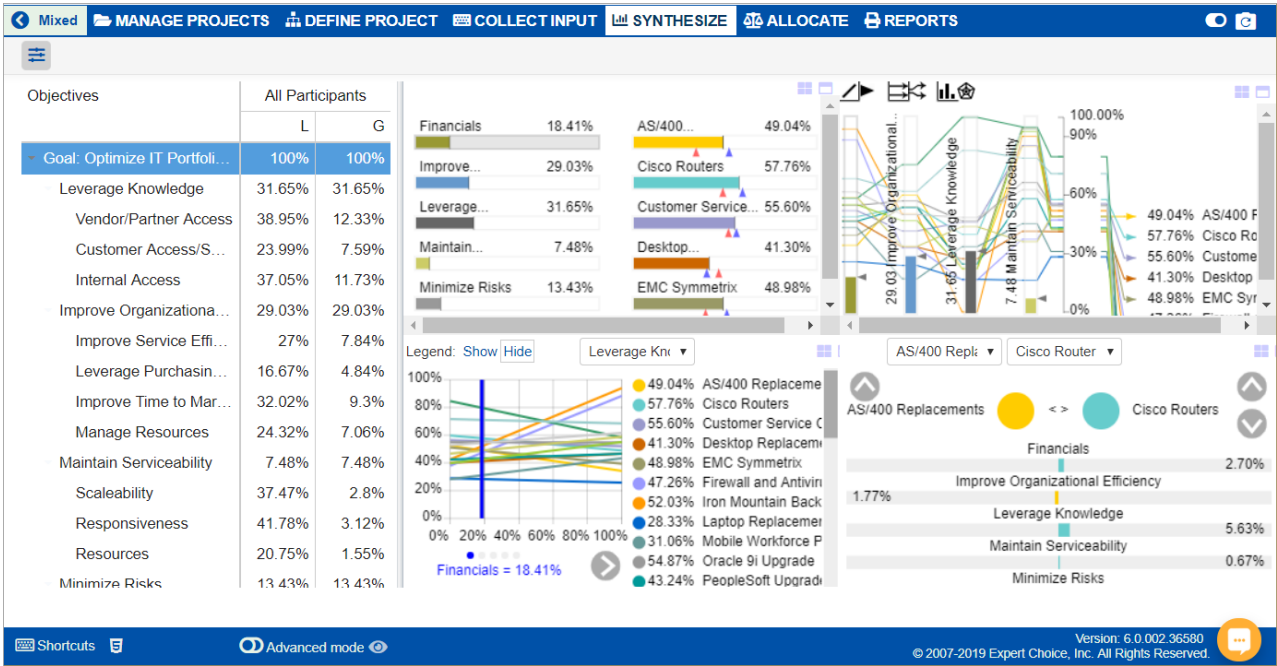 Mixed MANAGE PROJECTS DEFINE PROJECT COLLECT INPUT SYNTHESIZE ALLOCATE REPORTS
Objectives All Participants
L G
Goal: Optimize IT Portfoli... 100% 100%
Leverage Knowledge 31.65% 31.65%
Vendor/Partner Access 38.95% 12.33%
Customer Access/S... 23.99% 7.59%
Internal Access 37.05% 11.73%
Improve Organizationa... 29.03% 29.03%
Improve Service Effi... 27% 7.84%
Leverage Purchasin... 16.67% 4.84%
Improve Time to Mar... 32.02% 9.3%
Manage Resources 24.32% 7.06%
Maintain Serviceability 7.48% 7.48%
Scaleability 37.47% 2.8%
Responsiveness 41.78% 3.12%
Resources 20.75% 1.55%
Minimize Risks 13.43% 13.43%
Financials 18.41%
Improve... 29.03%
Leverage... 31.65%
Maintain... 7.48%
Minimize Risks 13.43%
AS/400... 49.04%
Cisco Routers 57.76%
Customer Service... 55.60%
Desktop... 41.30%
EMC Symmetrix 48.98%
29.03 Improve Organizational...
31.65 Leverage Knowledge
7.48 Maintain Serviceability
100.00%
90%
60%
30%
0%
49.04% AS/400 F
57.76% Cisco Ro
55.60% Custome
41.30% Desktop
48.98% EMC Syr
Legend: Show Hide
Leverage Knc
100%
80%
60%
40%
20%
0%
0% 20% 40% 60% 80% 100%
Financials = 18.41%
49.04% AS/400 Replaceme
57.76% Cisco Routers
55.60% Customer Service C
41.30% Desktop Replacem
48.98% EMC Symmetrix
47.26% Firewall and Antivir
52.03% Iron Mountain Back
28.33% Laptop Replacemer
31.06% Mobile Workforce P
54.87% Oracle 9i Upgrade
43.24% PeopleSoft Upgrad
AS/400 Repla Cisco Router
AS/400 Replacements < > Cisco Routers
Financials
2.70%
Improve Organizational Efficiency
1.77%
Leverage Knowledge
5.63%
Maintain Serviceability
0.67%
Minimize Risks
Shortcuts Advanced mode
Version: 6.0.002.36580
© 2007-2019 Expert Choice, Inc. All Rights Reserved.